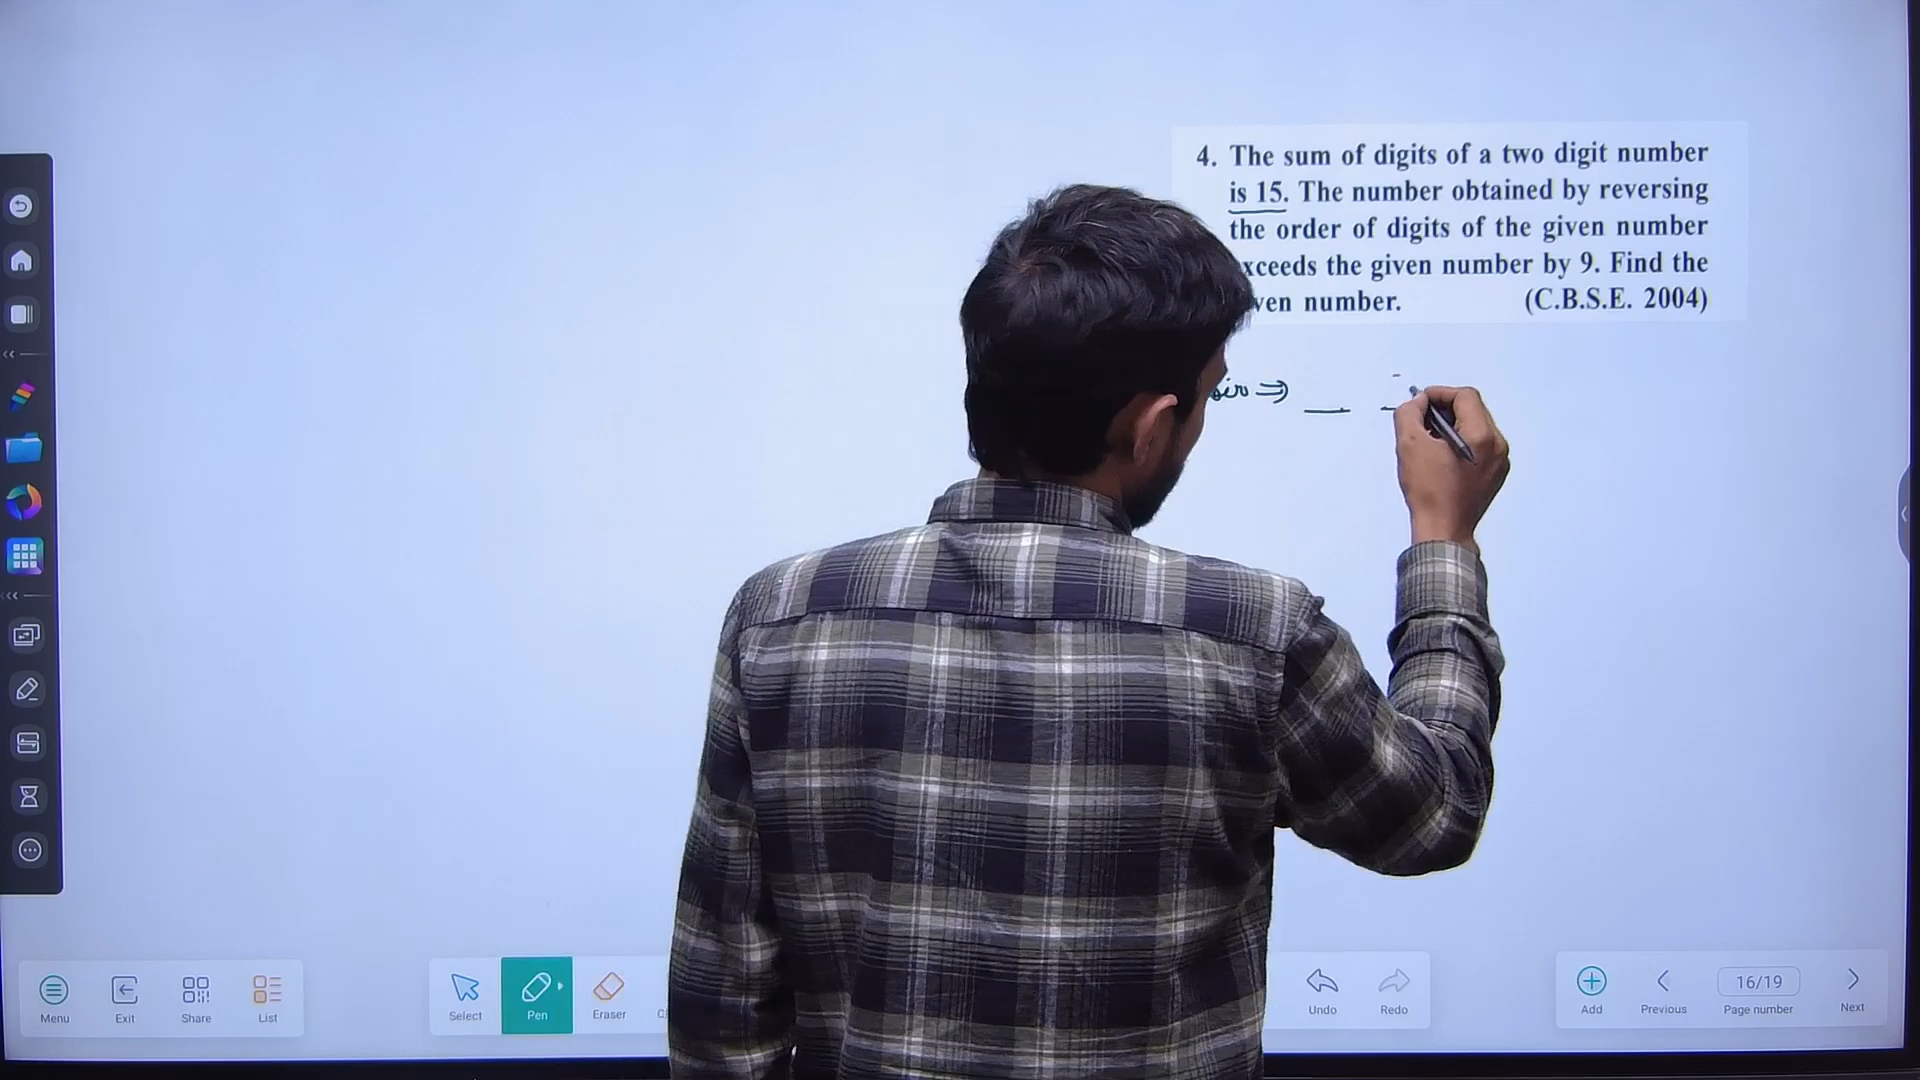 4. The sum of digits of a two digit number
is 15. The number obtained by reversing
the order of digits of the given number
xceeds the given number by 9. Find the
ven number. (C.B.S.E. 2004)
⇒ __ __
Menu Exit Share List Select Pen Eraser Undo Redo Add Previous 16/19 Page number Next